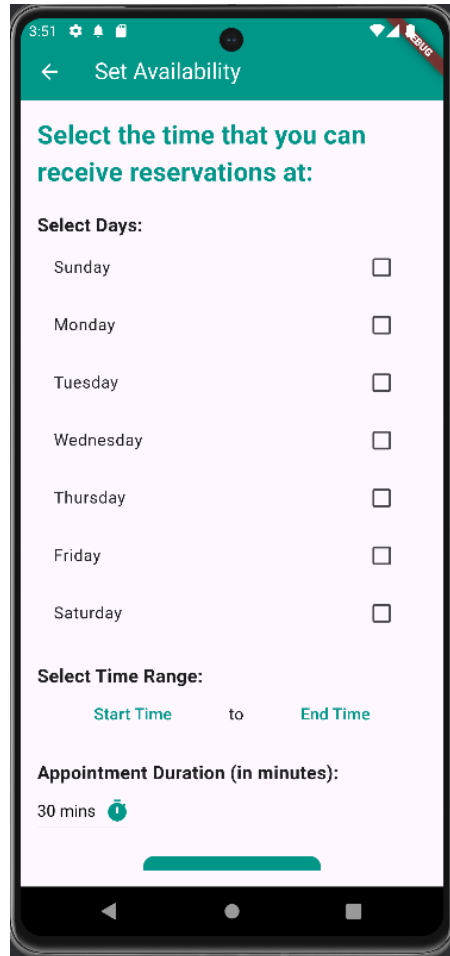 3:51
DEBUG
Set Availability
Select the time that you can
receive reservations at:
Select Days:
Sunday
Monday
Tuesday
Wednesday
Thursday
Friday
Saturday
Select Time Range:
Start Time to End Time
Appointment Duration (in minutes):
30 mins